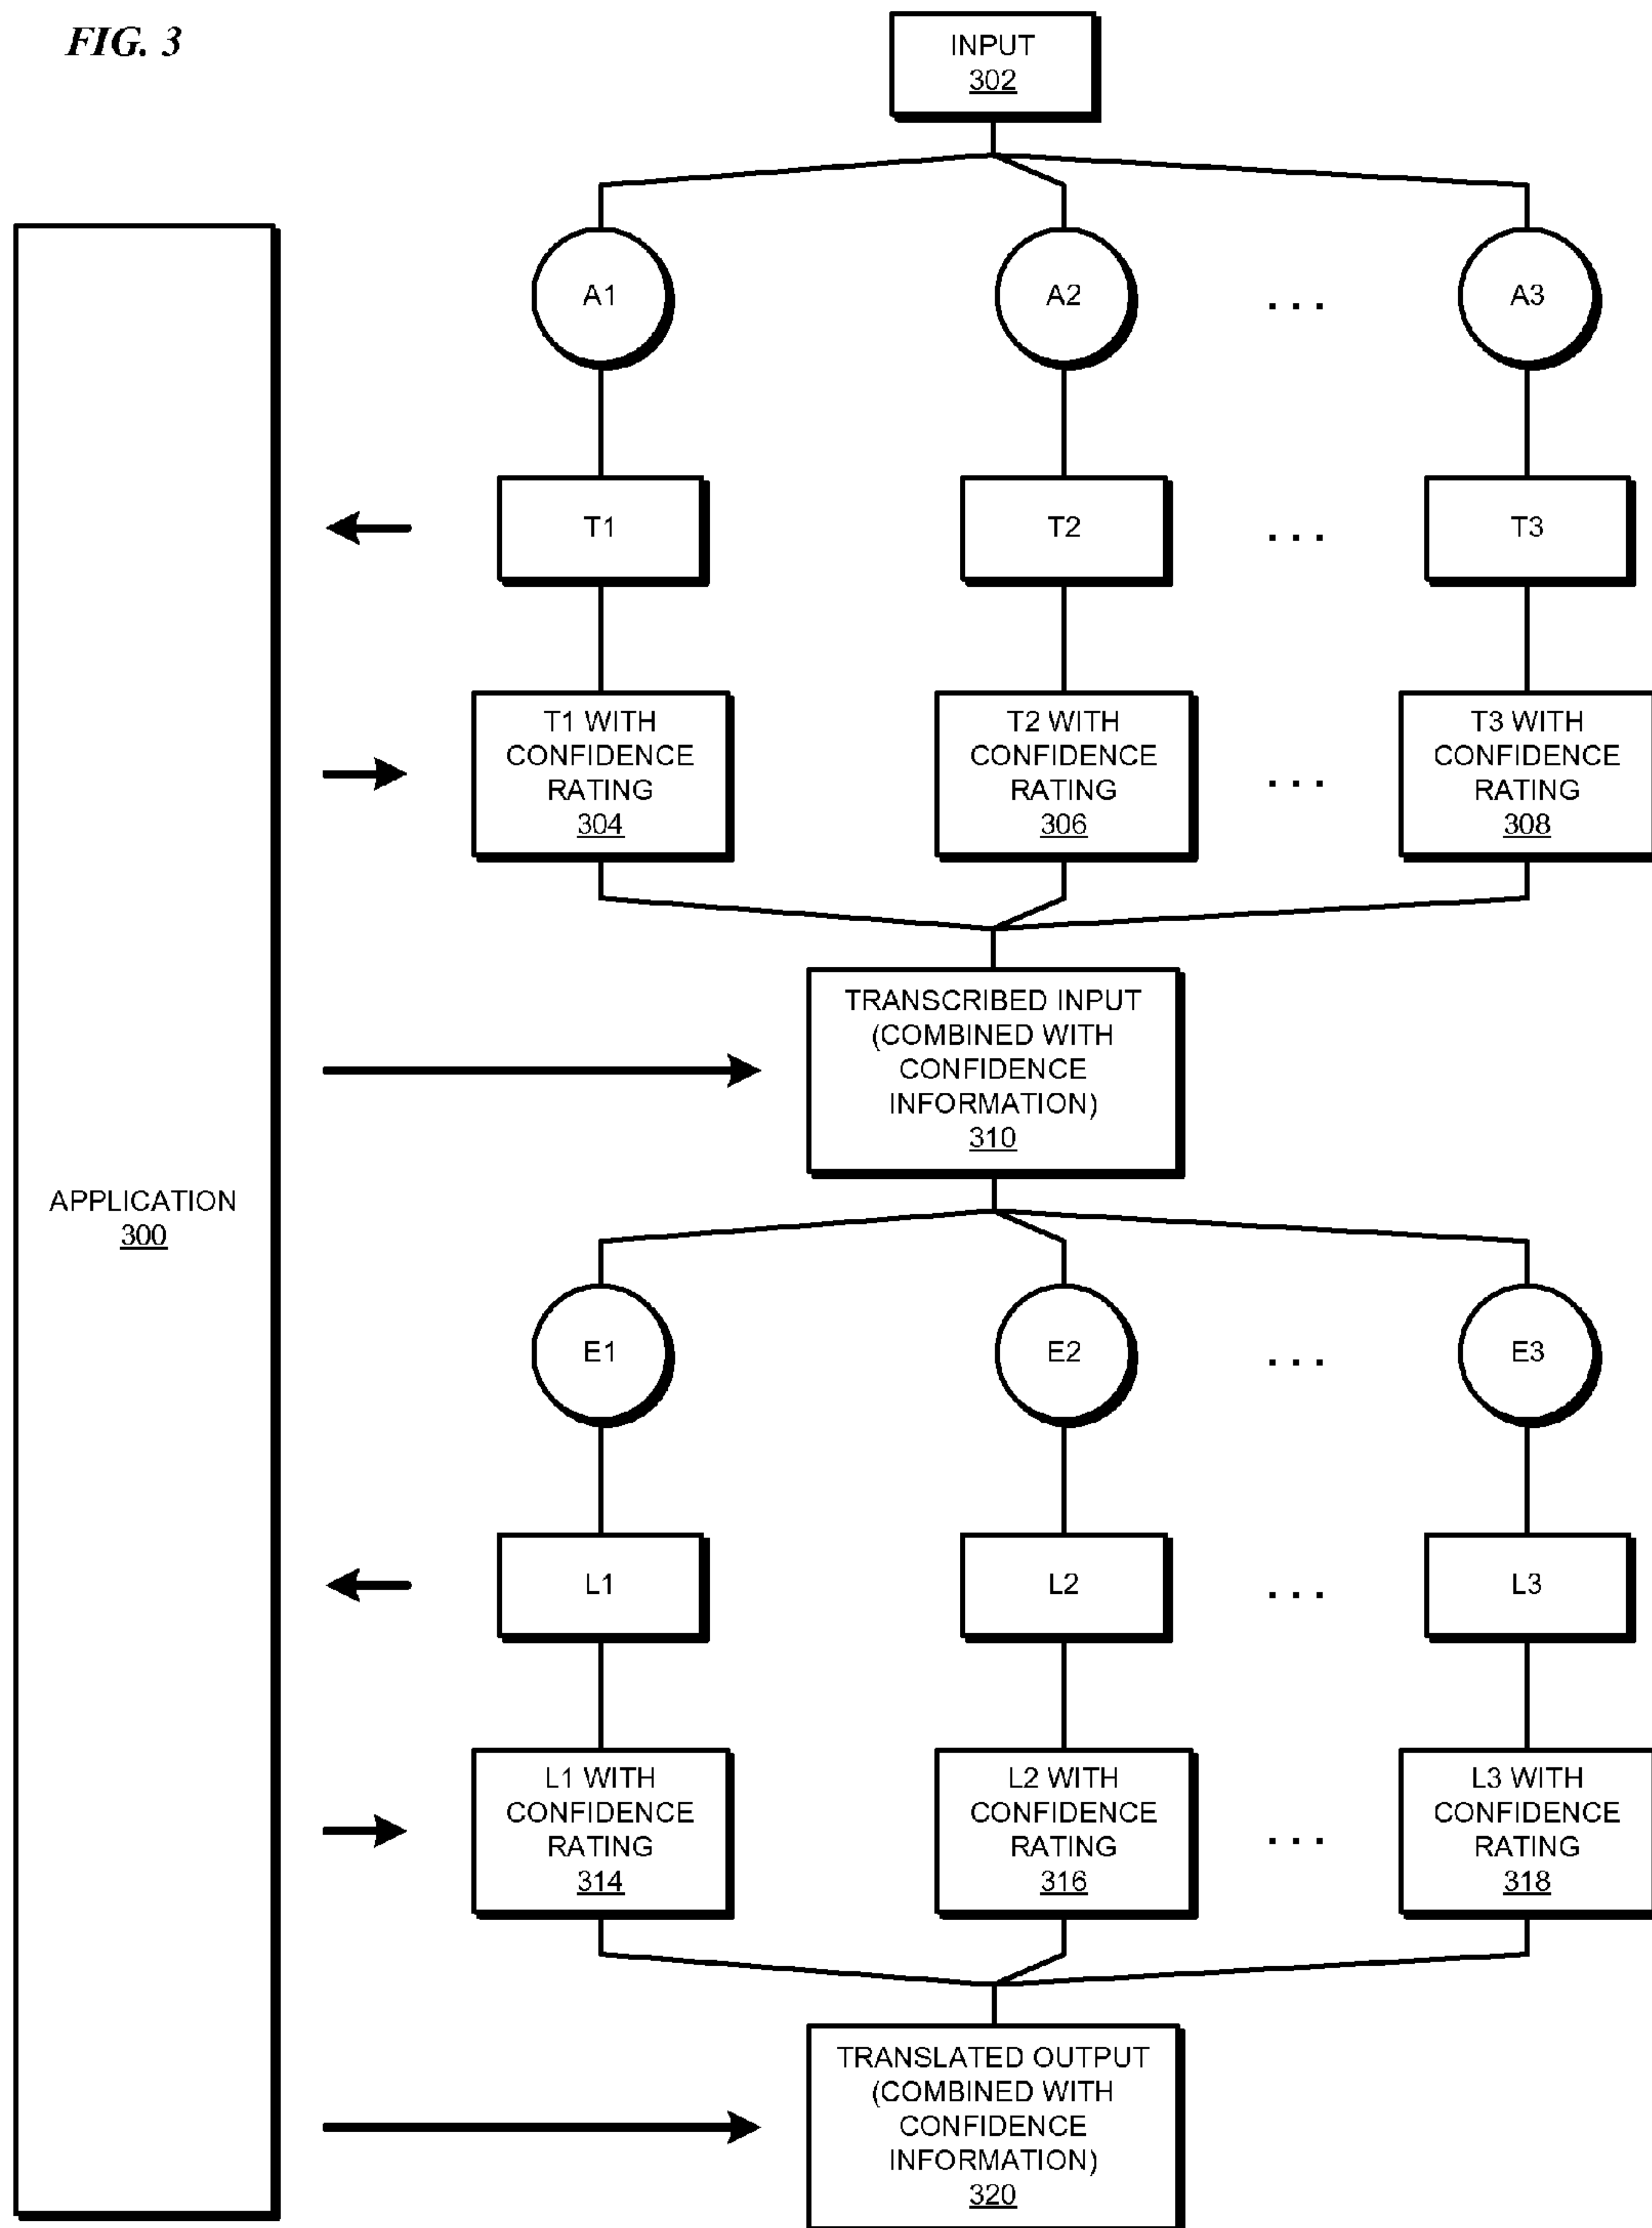 FIG. 3
INPUT
302
A1
A2
. . .
A3
T1
T2
. . .
T3
T1 WITH
CONFIDENCE
RATING
304
T2 WITH
CONFIDENCE
RATING
306
. . .
T3 WITH
CONFIDENCE
RATING
308
TRANSCRIBED INPUT
(COMBINED WITH
CONFIDENCE
INFORMATION)
310
APPLICATION
300
E1
E2
. . .
E3
L1
L2
. . .
L3
L1 WITH
CONFIDENCE
RATING
314
L2 WITH
CONFIDENCE
RATING
316
. . .
L3 WITH
CONFIDENCE
RATING
318
TRANSLATED OUTPUT
(COMBINED WITH
CONFIDENCE
INFORMATION)
320